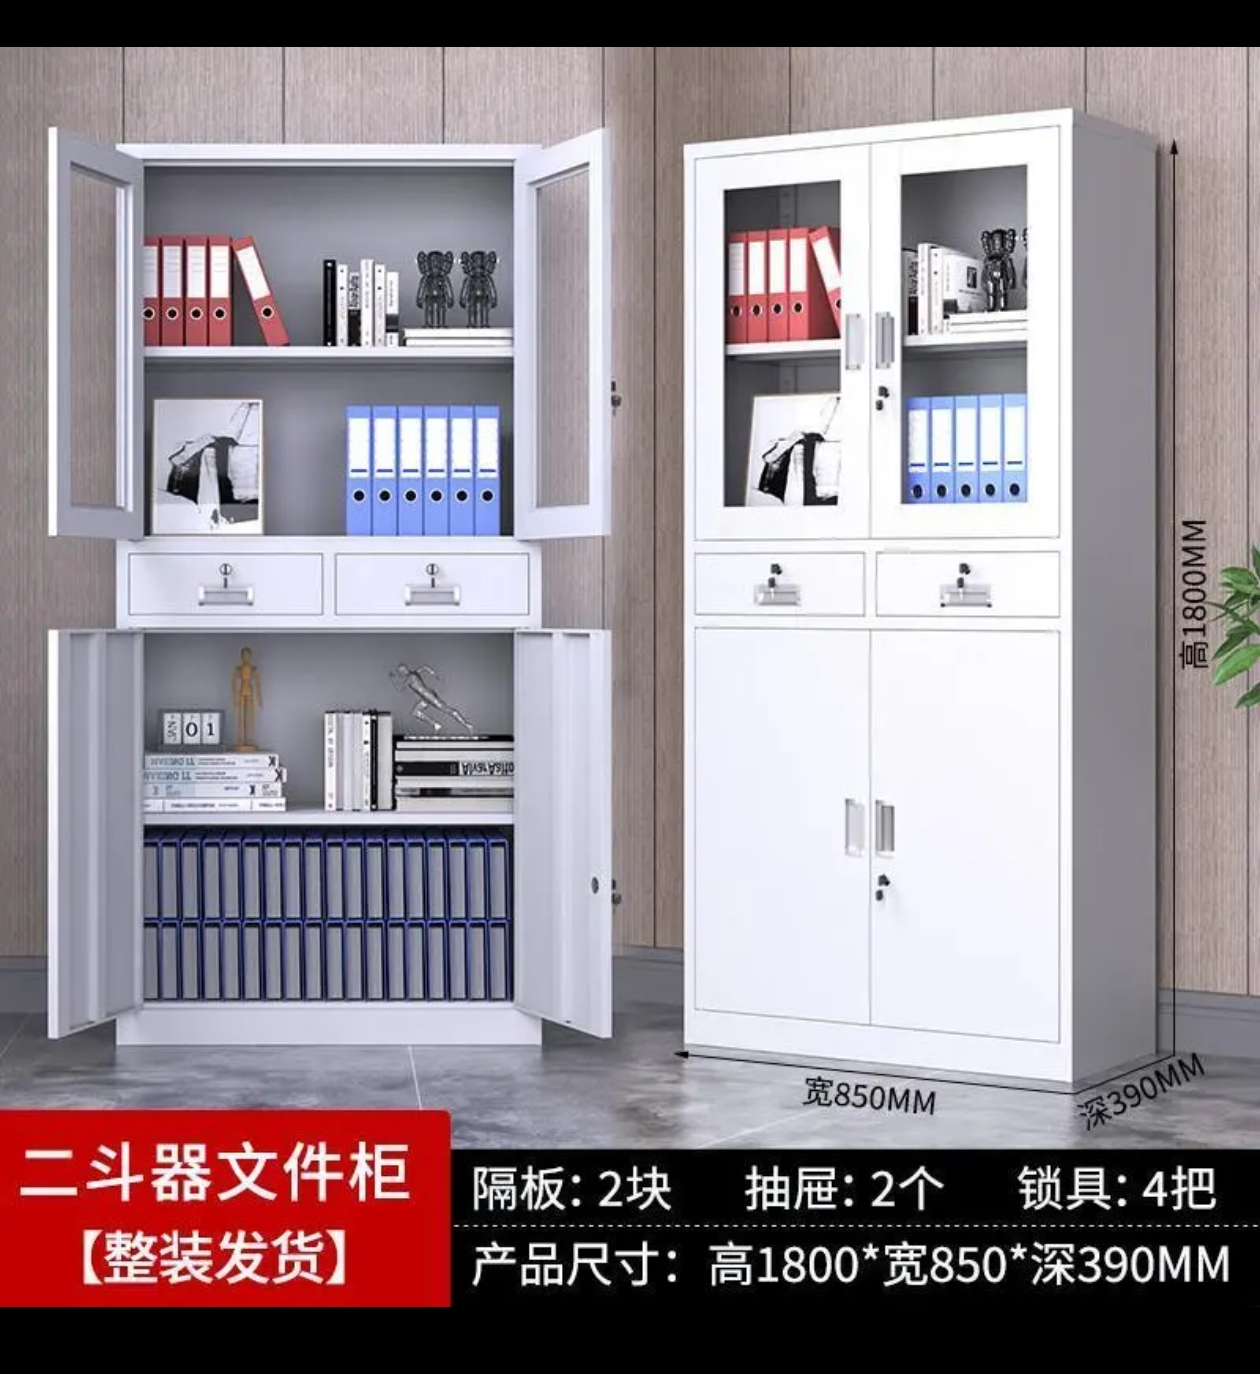 高1800MM
宽850MM
深390MM
二斗器文件柜
【整装发货】
隔板：2块 抽屉：2个 锁具：4把
产品尺寸：高1800*宽850*深390MM
01